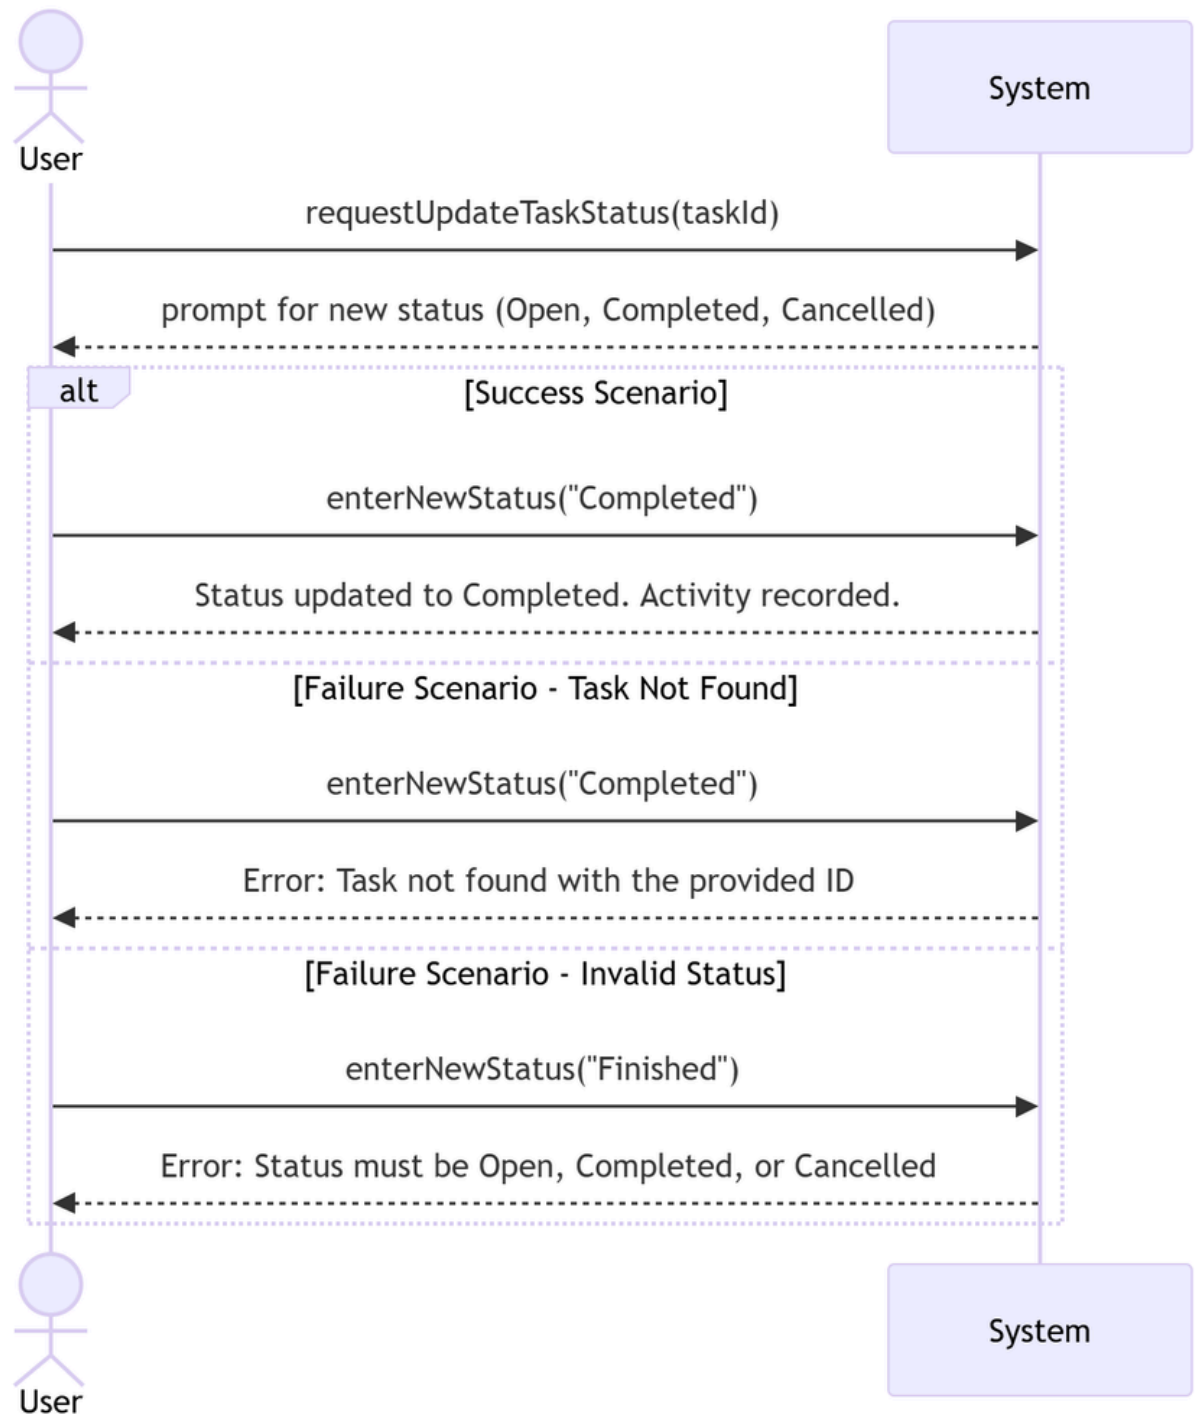 User
System
requestUpdateTaskStatus(taskId)
prompt for new status (Open, Completed, Cancelled)
alt
[Success Scenario]
enterNewStatus("Completed")
Status updated to Completed. Activity recorded.
[Failure Scenario - Task Not Found]
enterNewStatus("Completed")
Error: Task not found with the provided ID
[Failure Scenario - Invalid Status]
enterNewStatus("Finished")
Error: Status must be Open, Completed, or Cancelled
User
System